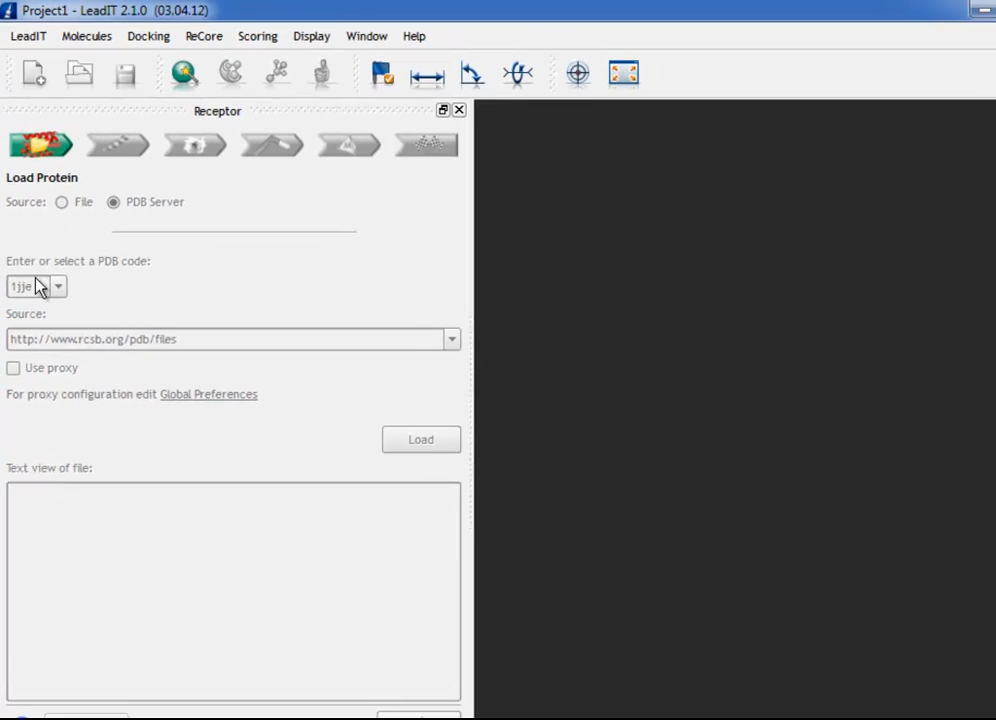 Project1 - LeadIT 2.1.0 (03.04.12)
LeadIT Molecules Docking ReCore Scoring Display Window Help
Receptor
Load Protein
Source: File PDB Server
Enter or select a PDB code:
1jje
Source:
http://www.rcsb.org/pdb/files
Use proxy
For proxy configuration edit Global Preferences
Load
Text view of file: